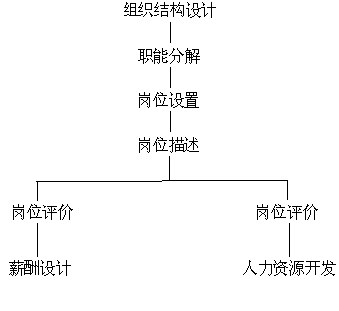 组织结构设计
职能分解
岗位设置
岗位描述
岗位评价 岗位评价
薪酬设计 人力资源开发